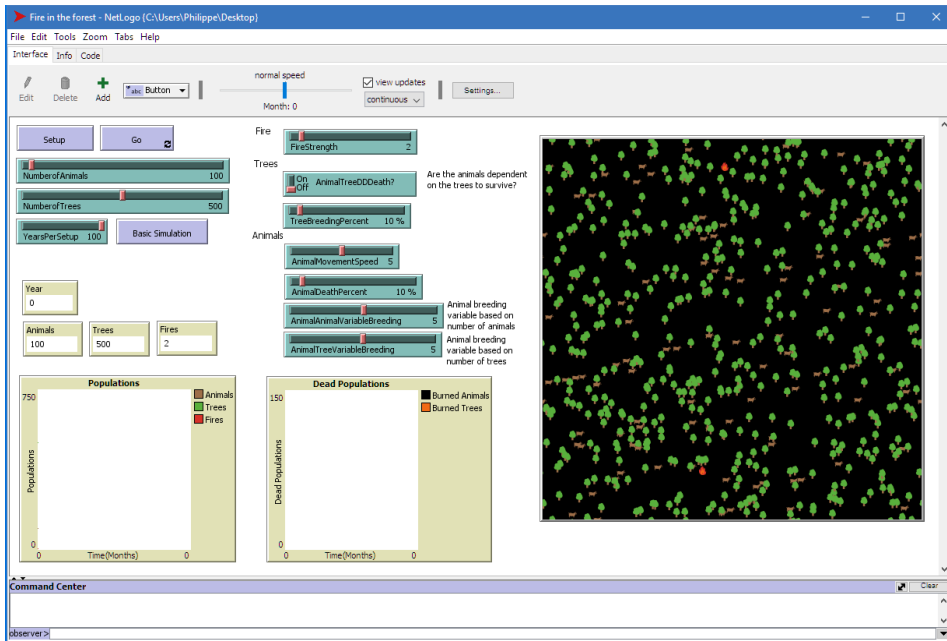 Fire in the forest - NetLogo {C:\Users\Philippe\Desktop}
File Edit Tools Zoom Tabs Help
Interface Info Code
Edit Delete Add abc Button
normal speed
Month: 0
view updates
continuous
Settings...
Setup
Go
NumberofAnimals 100
NumberofTrees 500
YearsPerSetup 100
Basic Simulation
Year
0
Animals
100
Trees
500
Fires
2
Fire
FireStrength 2
Trees
On
Off
AnimalTreeDDDeath?
Are the animals dependent
on the trees to survive?
TreeBreedingPercent 10 %
Animals
AnimalMovementSpeed 5
AnimalDeathPercent 10 %
AnimalAnimalVariableBreeding 5
Animal breeding
variable based on
number of animals
AnimalTreeVariableBreeding 5
Animal breeding
variable based on
number of trees
Populations
750
Populations
0
0 Time(Months) 0
Animals
Trees
Fires
Dead Populations
150
Dead Populations
0
0 Time(Months) 0
Burned Animals
Burned Trees
Command Center
Clear
observer>